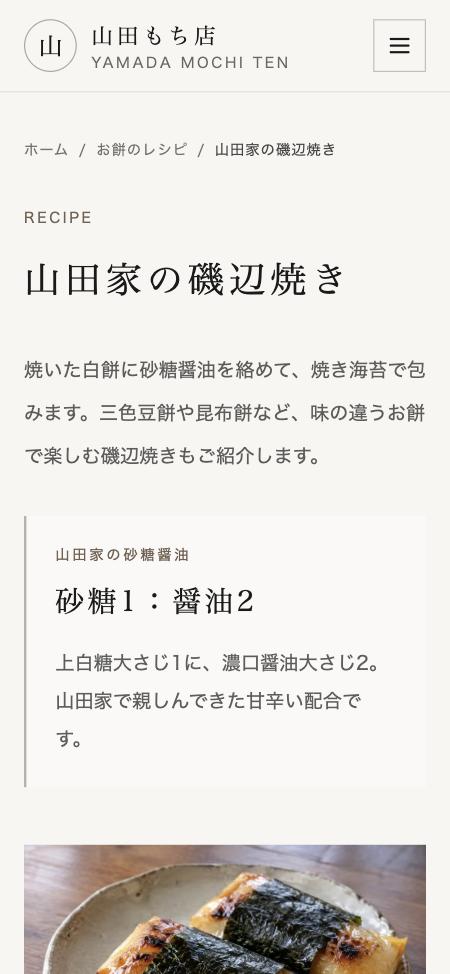 山
山田もち店
YAMADA MOCHI TEN
ホーム / お餅のレシピ / 山田家の磯辺焼き
RECIPE
山田家の磯辺焼き
焼いた白餅に砂糖醤油を絡めて、焼き海苔で包
みます。三色豆餅や昆布餅など、味の違うお餅
で楽しむ磯辺焼きもご紹介します。
山田家の砂糖醤油
砂糖1：醤油2
上白糖大さじ1に、濃口醤油大さじ2。
山田家で親しんできた甘辛い配合で
す。